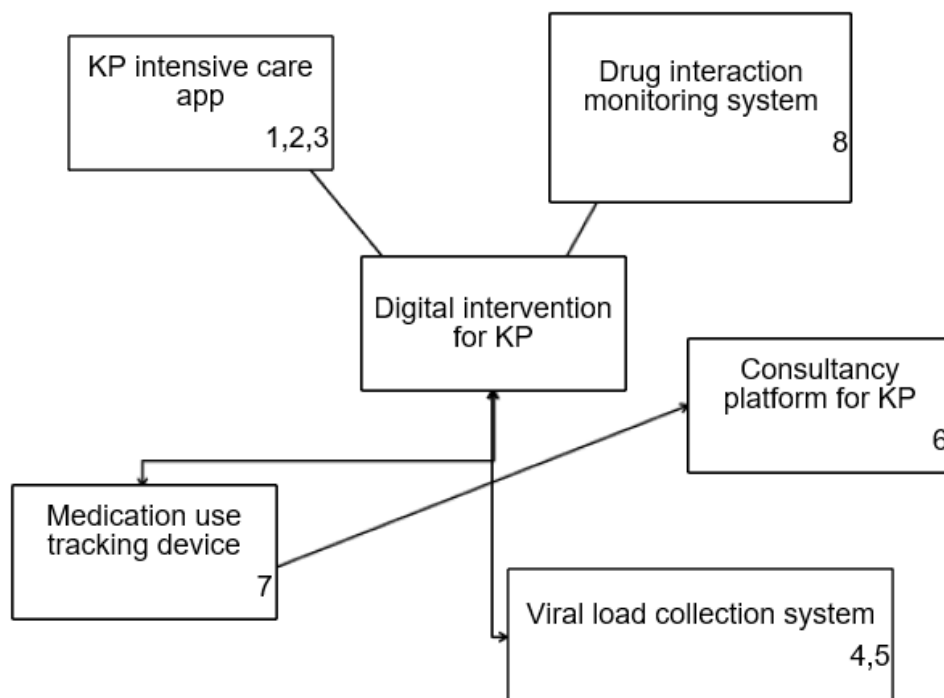 KP intensive care
app
1,2,3
Drug interaction
monitoring system
8
Digital intervention
for KP
Consultancy
platform for KP
6
Medication use
tracking device
7
Viral load collection system
4,5